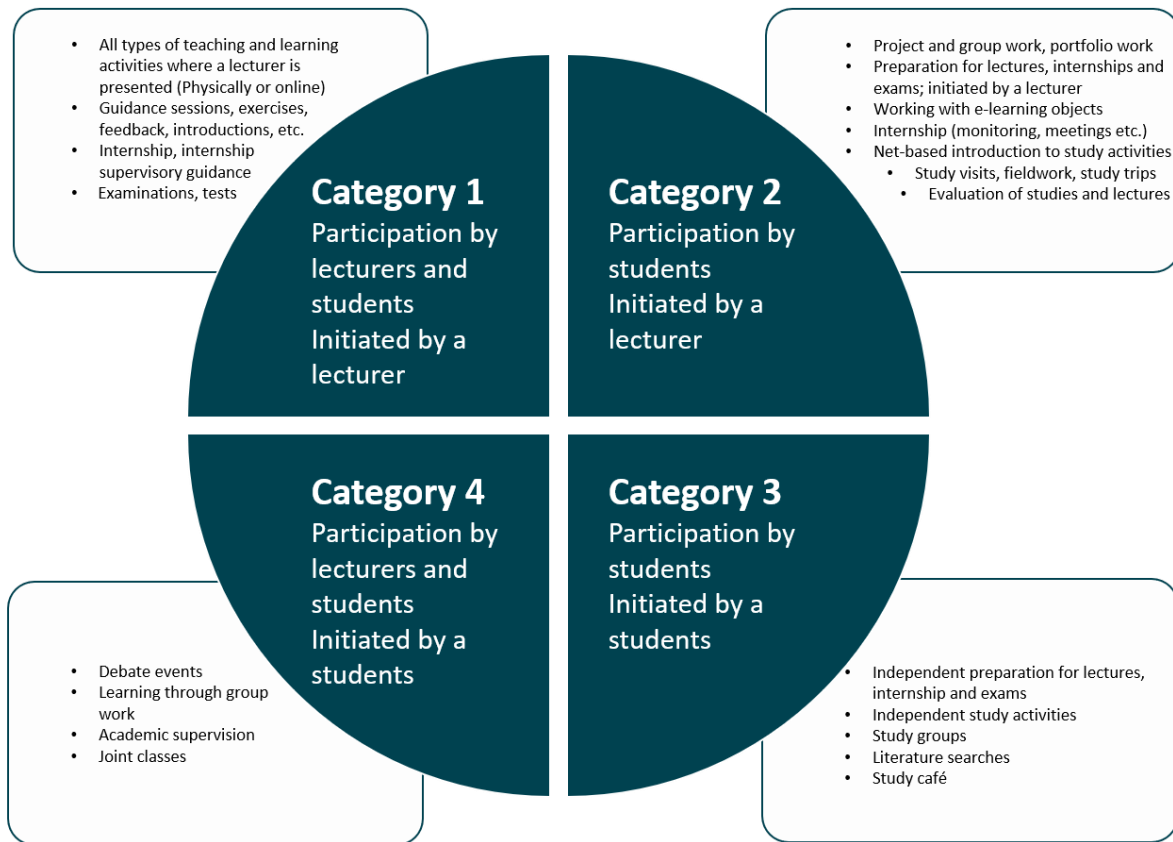 • All types of teaching and learning
activities where a lecturer is
presented (Physically or online)
• Guidance sessions, exercises,
feedback, introductions, etc.
• Internship, internship
supervisory guidance
• Examinations, tests
• Project and group work, portfolio work
• Preparation for lectures, internships and
exams; initiated by a lecturer
• Working with e-learning objects
• Internship (monitoring, meetings etc.)
• Net-based introduction to study activities
• Study visits, fieldwork, study trips
• Evaluation of studies and lectures
Category 1
Participation by
lecturers and
students
Initiated by a
lecturer
Category 2
Participation by
students
Initiated by a
lecturer
Category 4
Participation by
lecturers and
students
Initiated by a
students
Category 3
Participation by
students
Initiated by a
students
• Debate events
• Learning through group
work
• Academic supervision
• Joint classes
• Independent preparation for lectures,
internship and exams
• Independent study activities
• Study groups
• Literature searches
• Study café